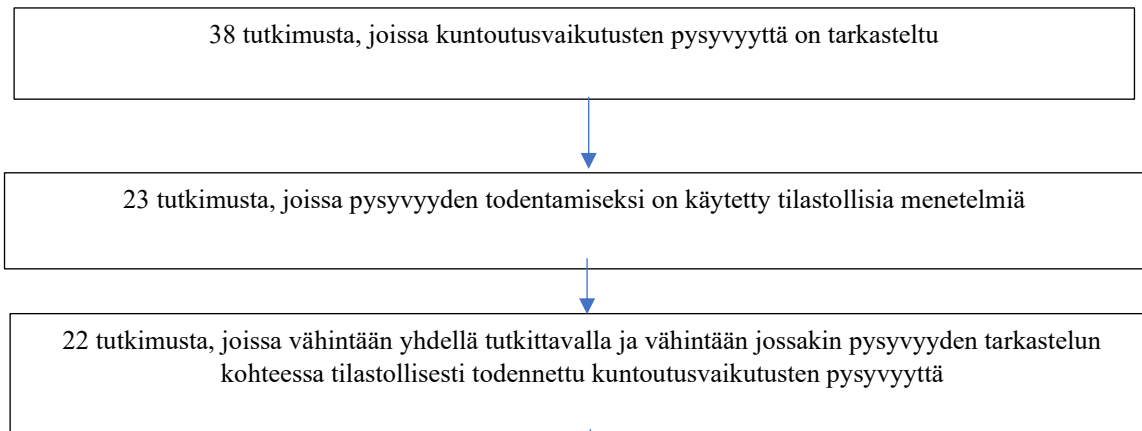 38 tutkimusta, joissa kuntoutusvaikutusten pysyvyyttä on tarkasteltu
23 tutkimusta, joissa pysyvyyden todentamiseksi on käytetty tilastollisia menetelmiä
22 tutkimusta, joissa vähintään yhdellä tutkittavalla ja vähintään jossakin pysyvyyden tarkastelun
kohteessa tilastollisesti todennettu kuntoutusvaikutusten pysyvyyttä